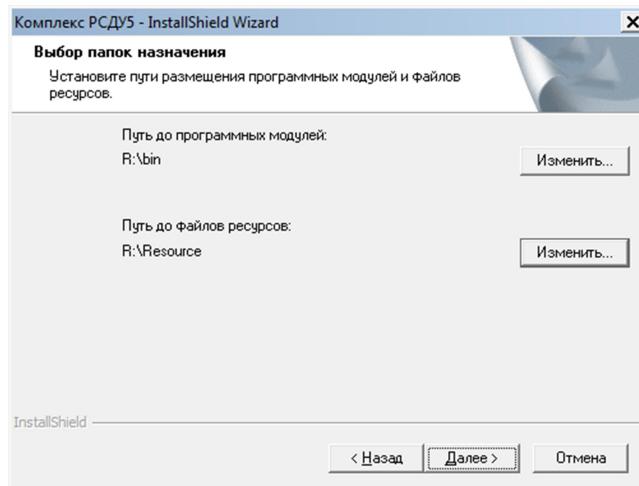 Комплекс РСДУ5 - InstallShield Wizard
Выбор папок назначения
Установите пути размещения программных модулей и файлов
ресурсов.
Путь до программных модулей:
R:\bin
Изменить...
Путь до файлов ресурсов:
R:\Resource
Изменить...
InstallShield
< Назад
Далее >
Отмена